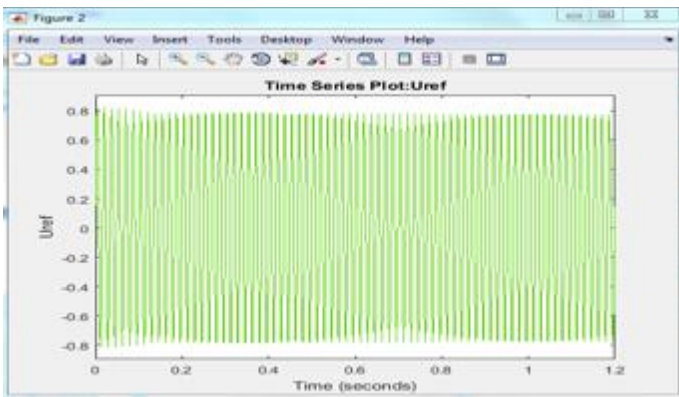 Figure 2
File Edit View Insert Tools Desktop Window Help
Time Series Plot:Uref
0.8
0.6
0.4
0.2
0
-0.2
-0.4
-0.6
-0.8
Uref
0 0.2 0.4 0.6 0.8 1 1.2
Time (seconds)